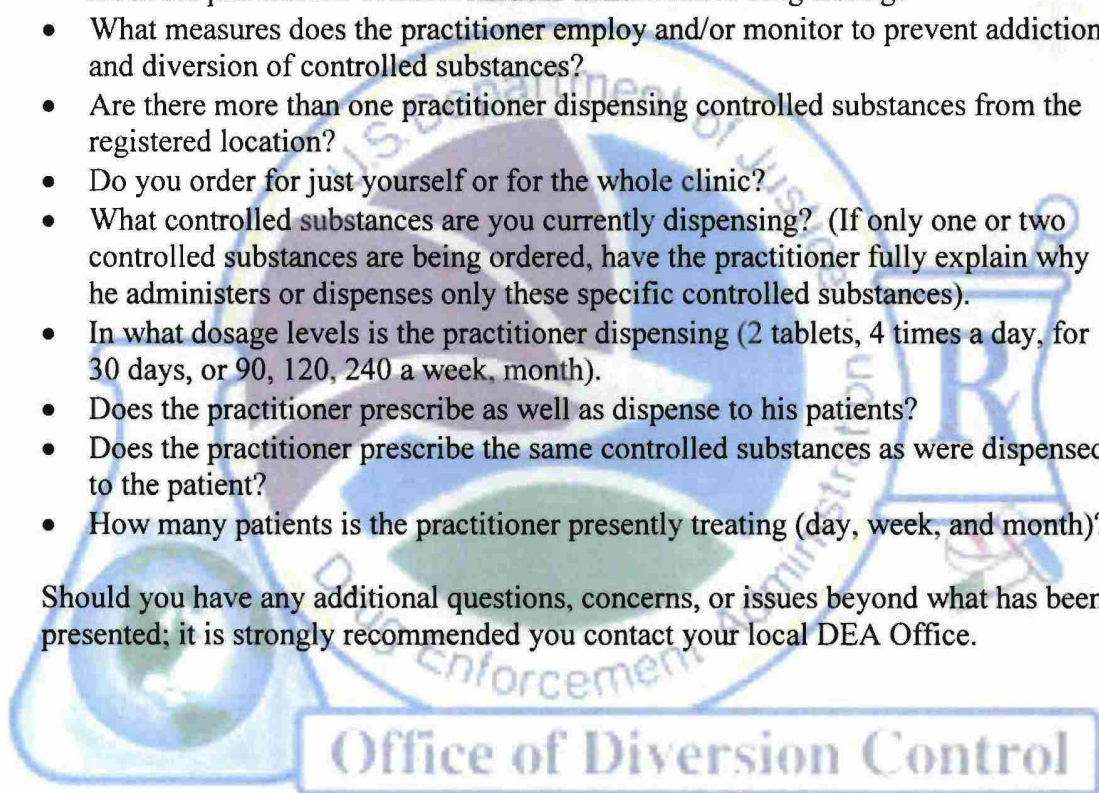 • What measures does the practitioner employ and/or monitor to prevent addiction
and diversion of controlled substances?
• Are there more than one practitioner dispensing controlled substances from the
registered location?
• Do you order for just yourself or for the whole clinic?
• What controlled substances are you currently dispensing? (If only one or two
controlled substances are being ordered, have the practitioner fully explain why
he administers or dispenses only these specific controlled substances).
• In what dosage levels is the practitioner dispensing (2 tablets, 4 times a day, for
30 days, or 90, 120, 240 a week, month).
• Does the practitioner prescribe as well as dispense to his patients?
• Does the practitioner prescribe the same controlled substances as were dispensed
to the patient?
• How many patients is the practitioner presently treating (day, week, and month)?
Should you have any additional questions, concerns, or issues beyond what has been
presented; it is strongly recommended you contact your local DEA Office.
U.S. Department of Justice
Drug Enforcement Administration
R
Office of Diversion Control